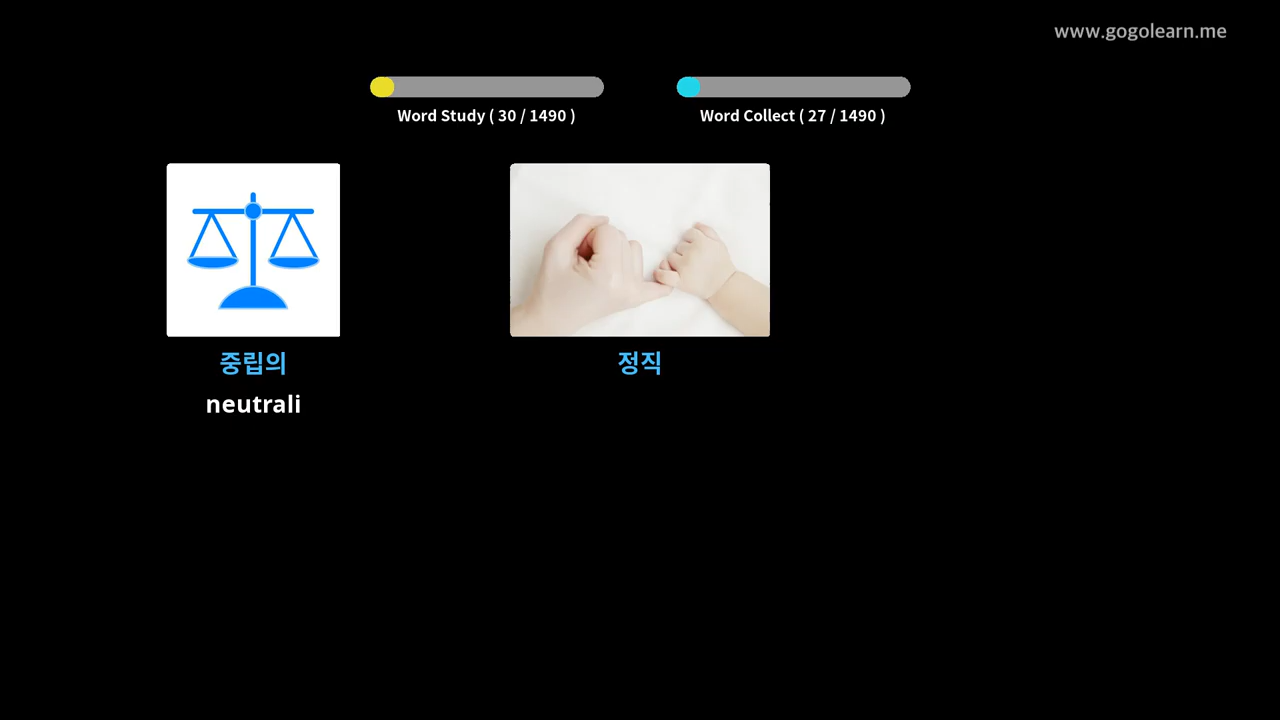 www.gogolearn.me
Word Study ( 30 / 1490 )
Word Collect ( 27 / 1490 )
중립의
정직
neutrali